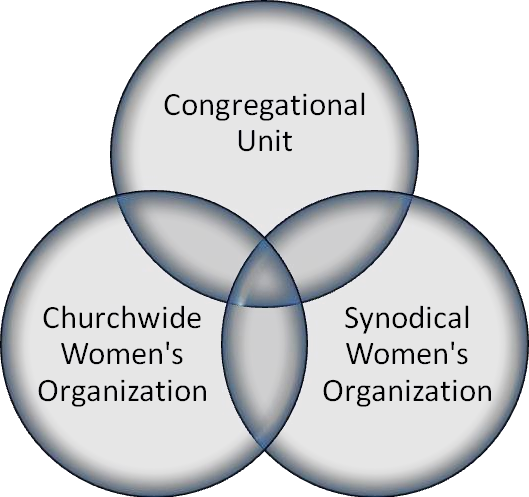 Congregational
Unit
Churchwide
Women's
Organization
Synodical
Women's
Organization